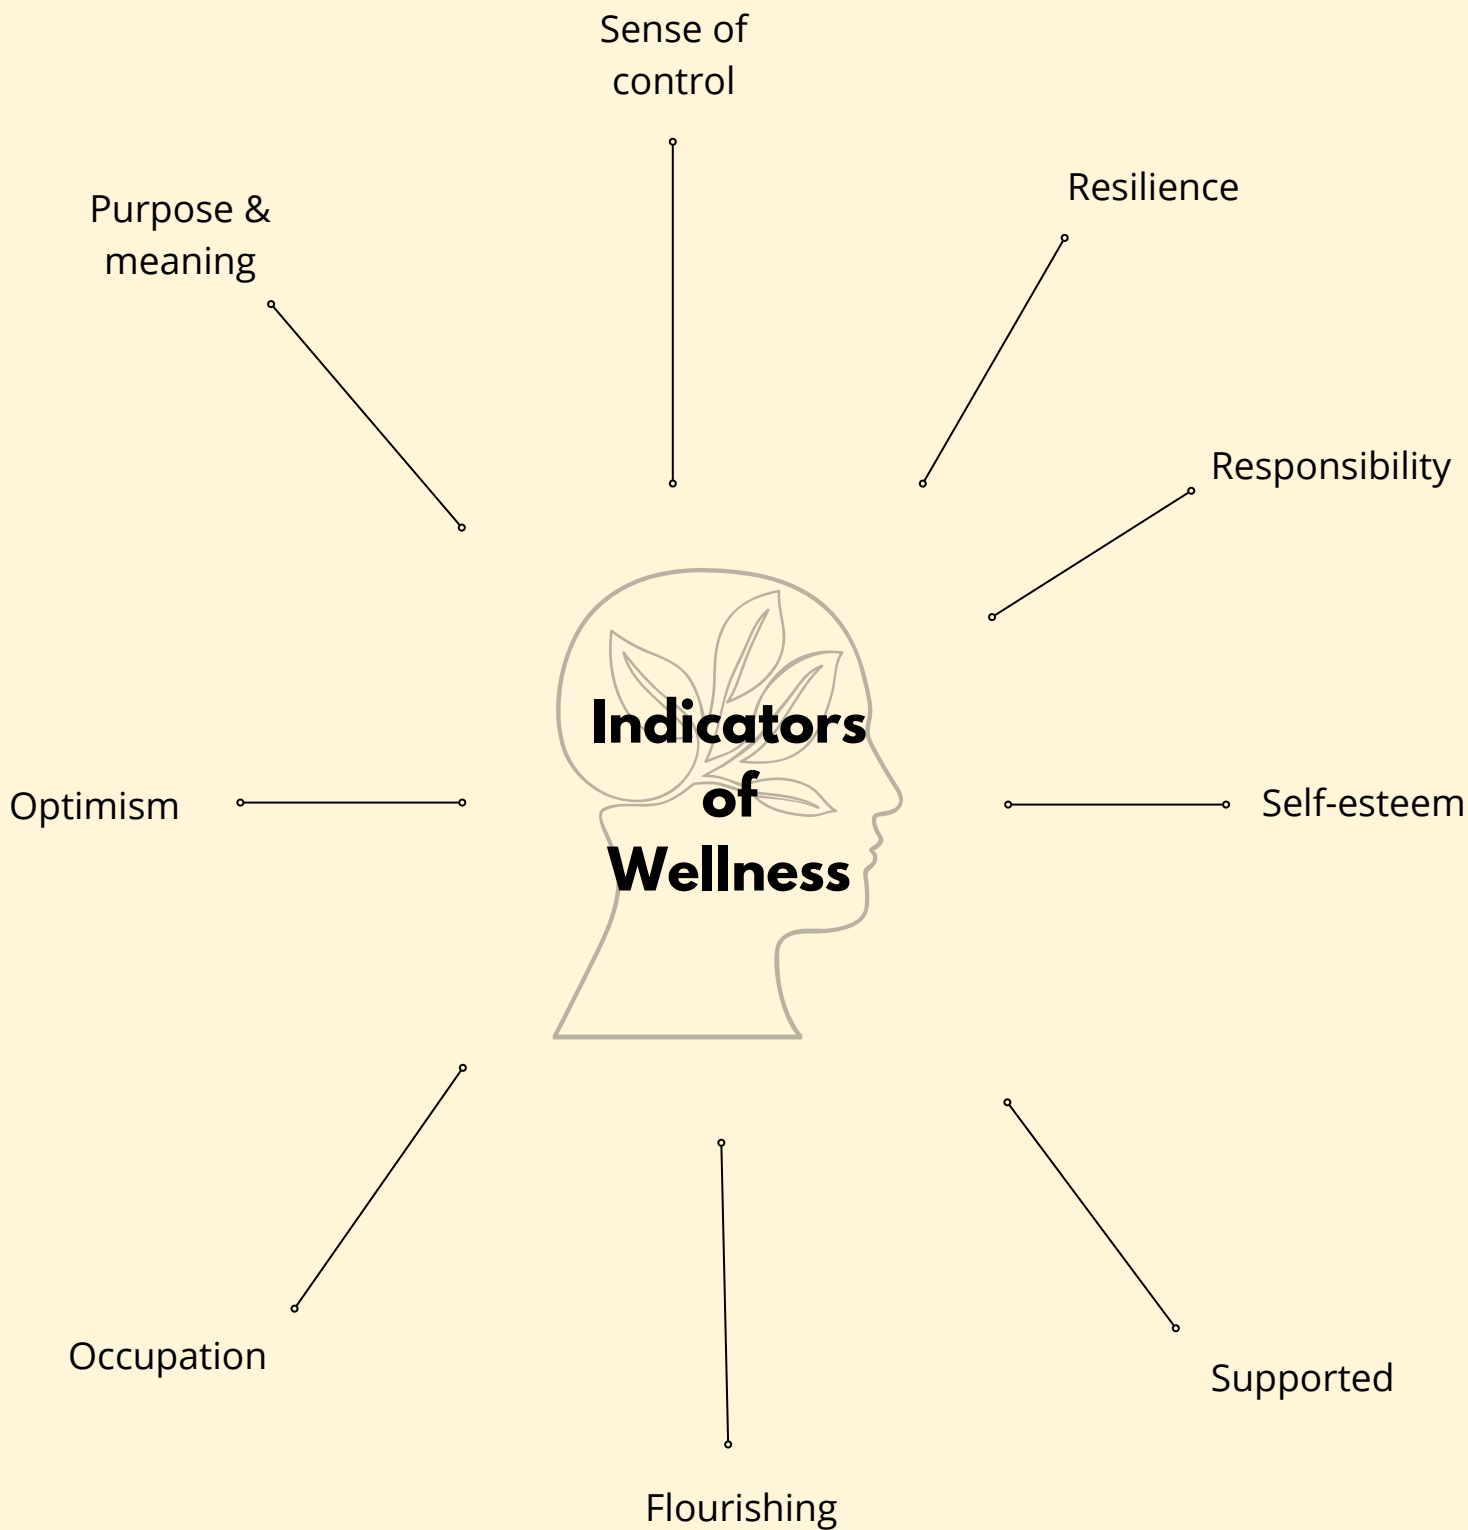 Sense of
control
Resilience
Purpose &
meaning
Responsibility
Indicators
of
Wellness
Optimism
Self-esteem
Occupation
Supported
Flourishing